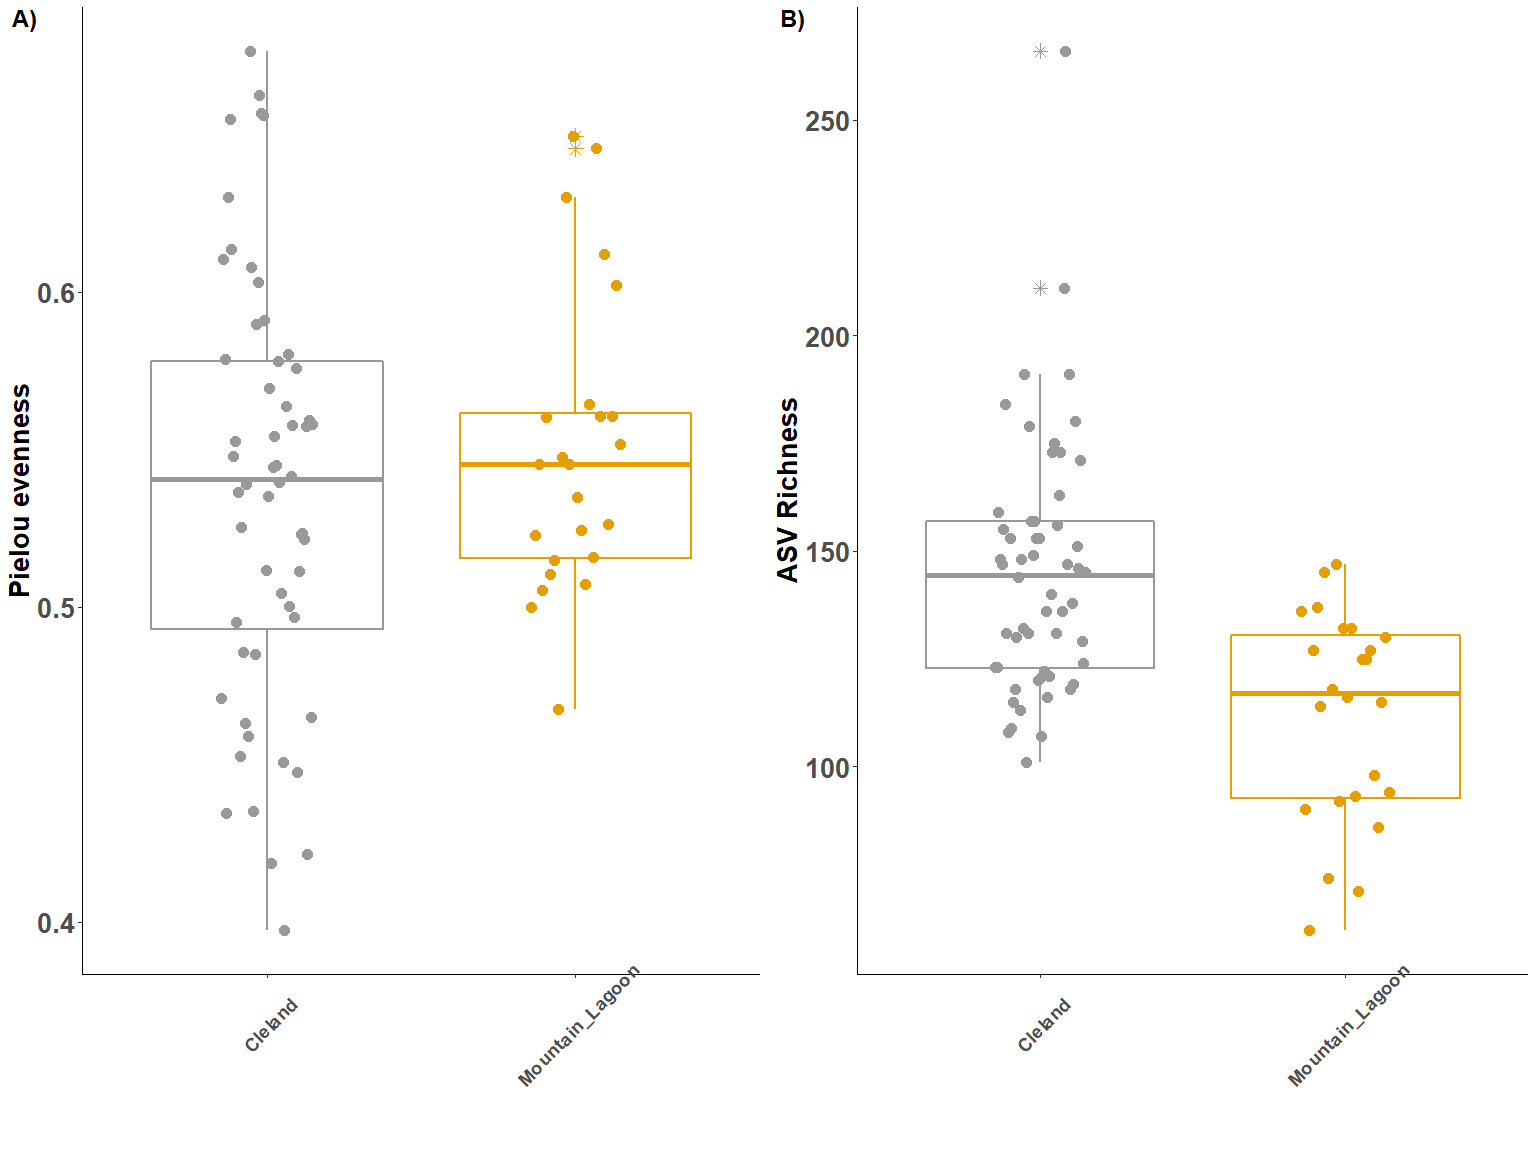 A)
Pielou evenness
0.6
0.5
0.4
Cleland
Mountain_Lagoon
B)
ASV Richness
250
200
150
100
Cleland
Mountain_Lagoon